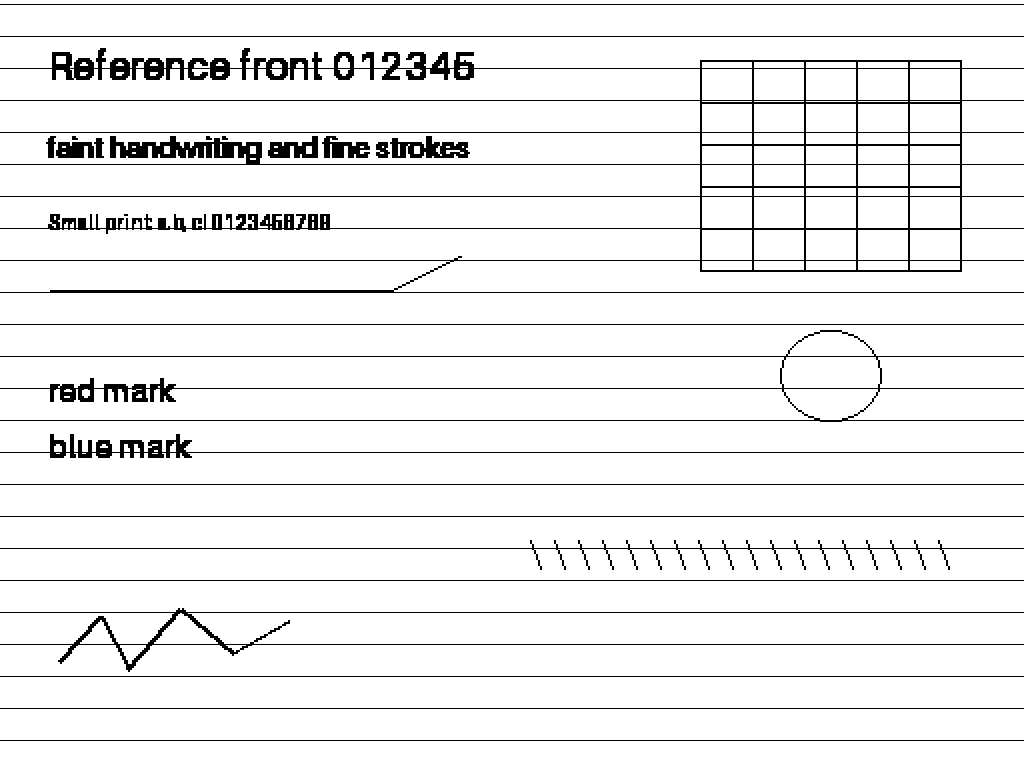 Reference front 012345
faint handwriting and fine strokes
Small print a,b,c| 0123456789
red mark
blue mark